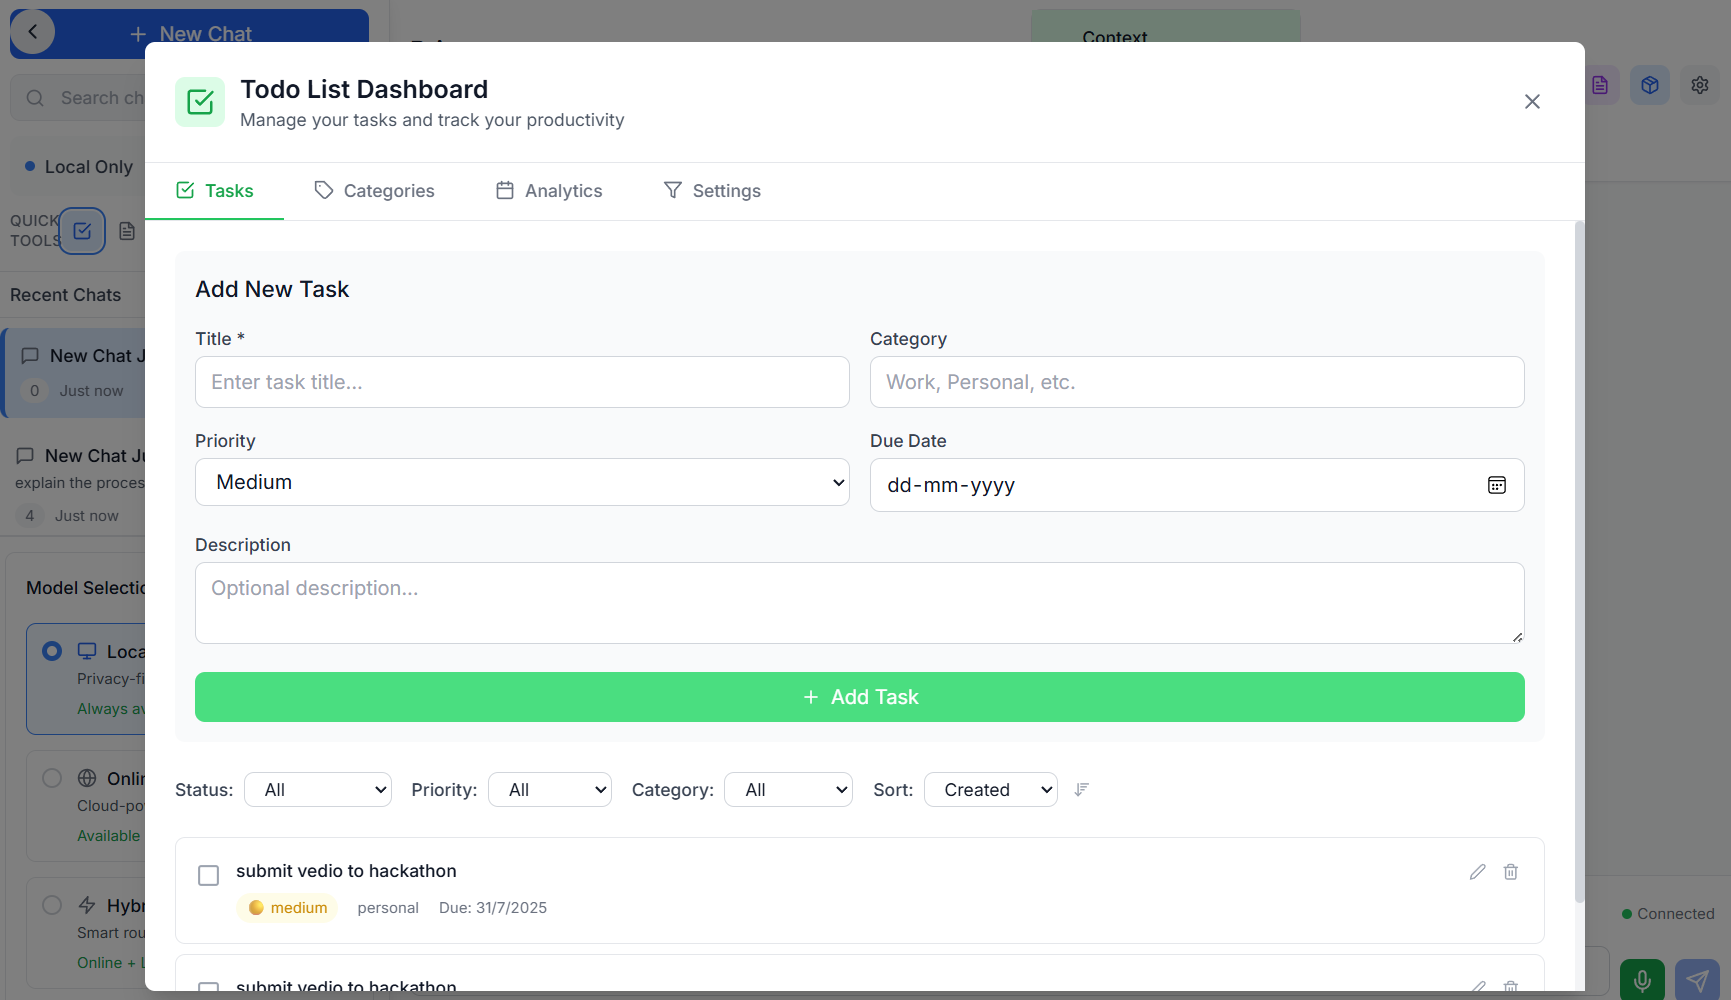 New Chat
Context
Search ch
Local Only
QUICK
TOOLS
Recent Chats
New Chat J
0 Just now
New Chat Ju
explain the proces
4 Just now
Model Selectio
Loca
Privacy-fi
Always av
Onlin
Cloud-po
Available
Hybr
Smart rou
Online + L
Todo List Dashboard
Manage your tasks and track your productivity
Tasks Categories Analytics Settings
Add New Task
Title * Category
Enter task title... Work, Personal, etc.
Priority Due Date
Medium dd-mm-yyyy
Description
Optional description...
+ Add Task
Status: All Priority: All Category: All Sort: Created
submit vedio to hackathon
medium personal Due: 31/7/2025
submit vedio to hackathon
Connected